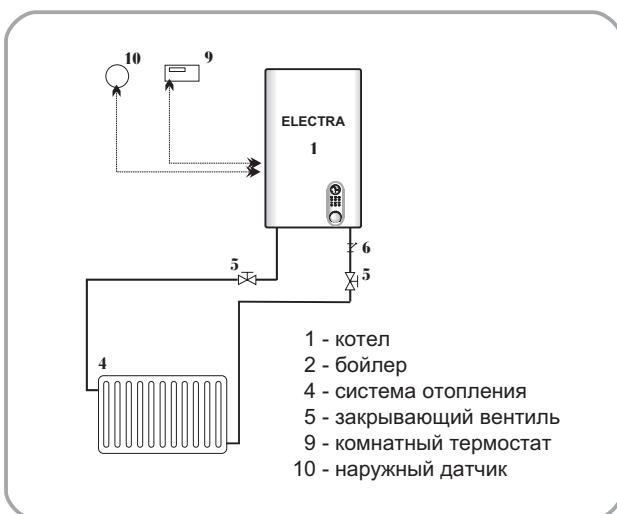 10
9
ELECTRA
1
6
5
5
4
1 - котел
2 - бойлер
4 - система отопления
5 - закрывающий вентиль
9 - комнатный термостат
10 - наружный датчик